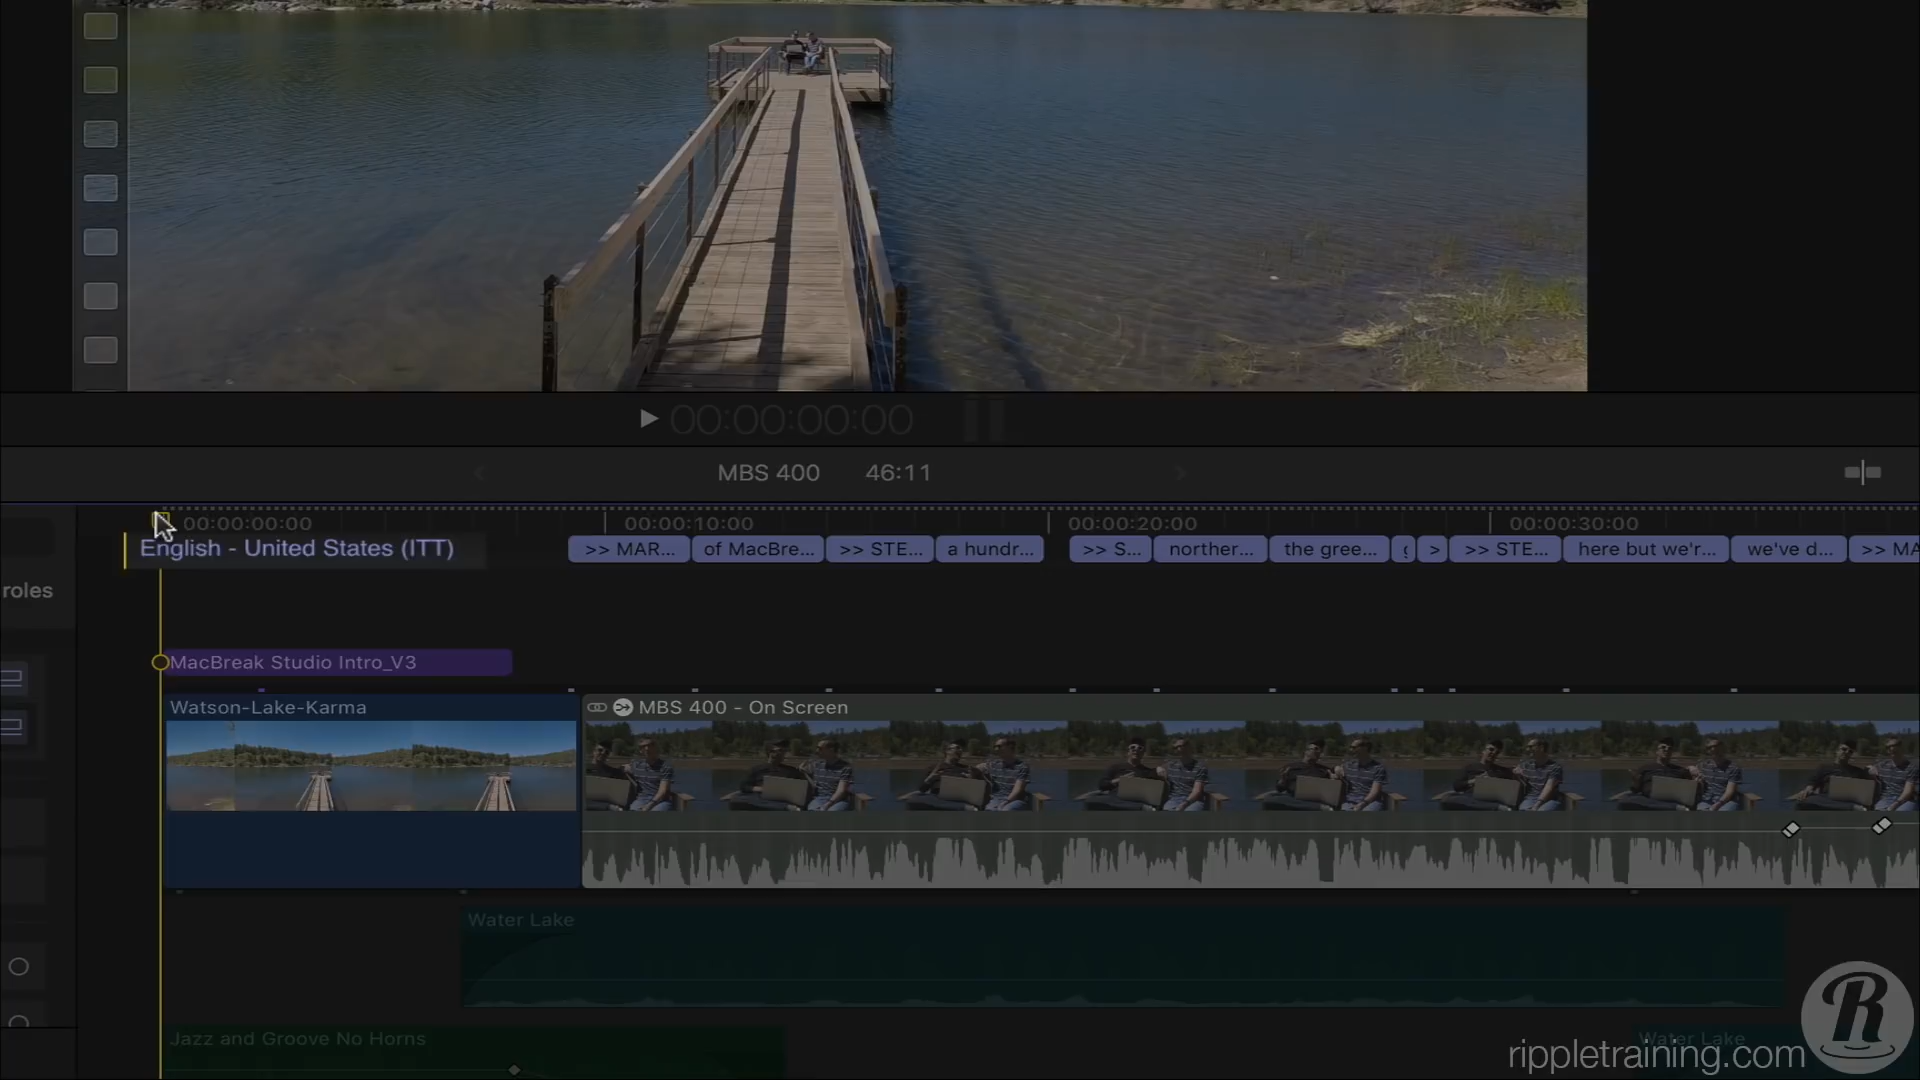 00:00:00:00
MBS 400 46:11
00:00:00:00 00:00:10:00 00:00:20:00 00:00:30:00
English - United States (ITT) >> MAR... of MacBre... >> STE... a hundr... >> S... norther... the gree... > >> STE... here but we'r... we've d... >> MA
roles
MacBreak Studio Intro_V3
Watson-Lake-Karma MBS 400 - On Screen
Water Lake
Jazz and Groove No Horns Water Lake
R
rippletraining.com